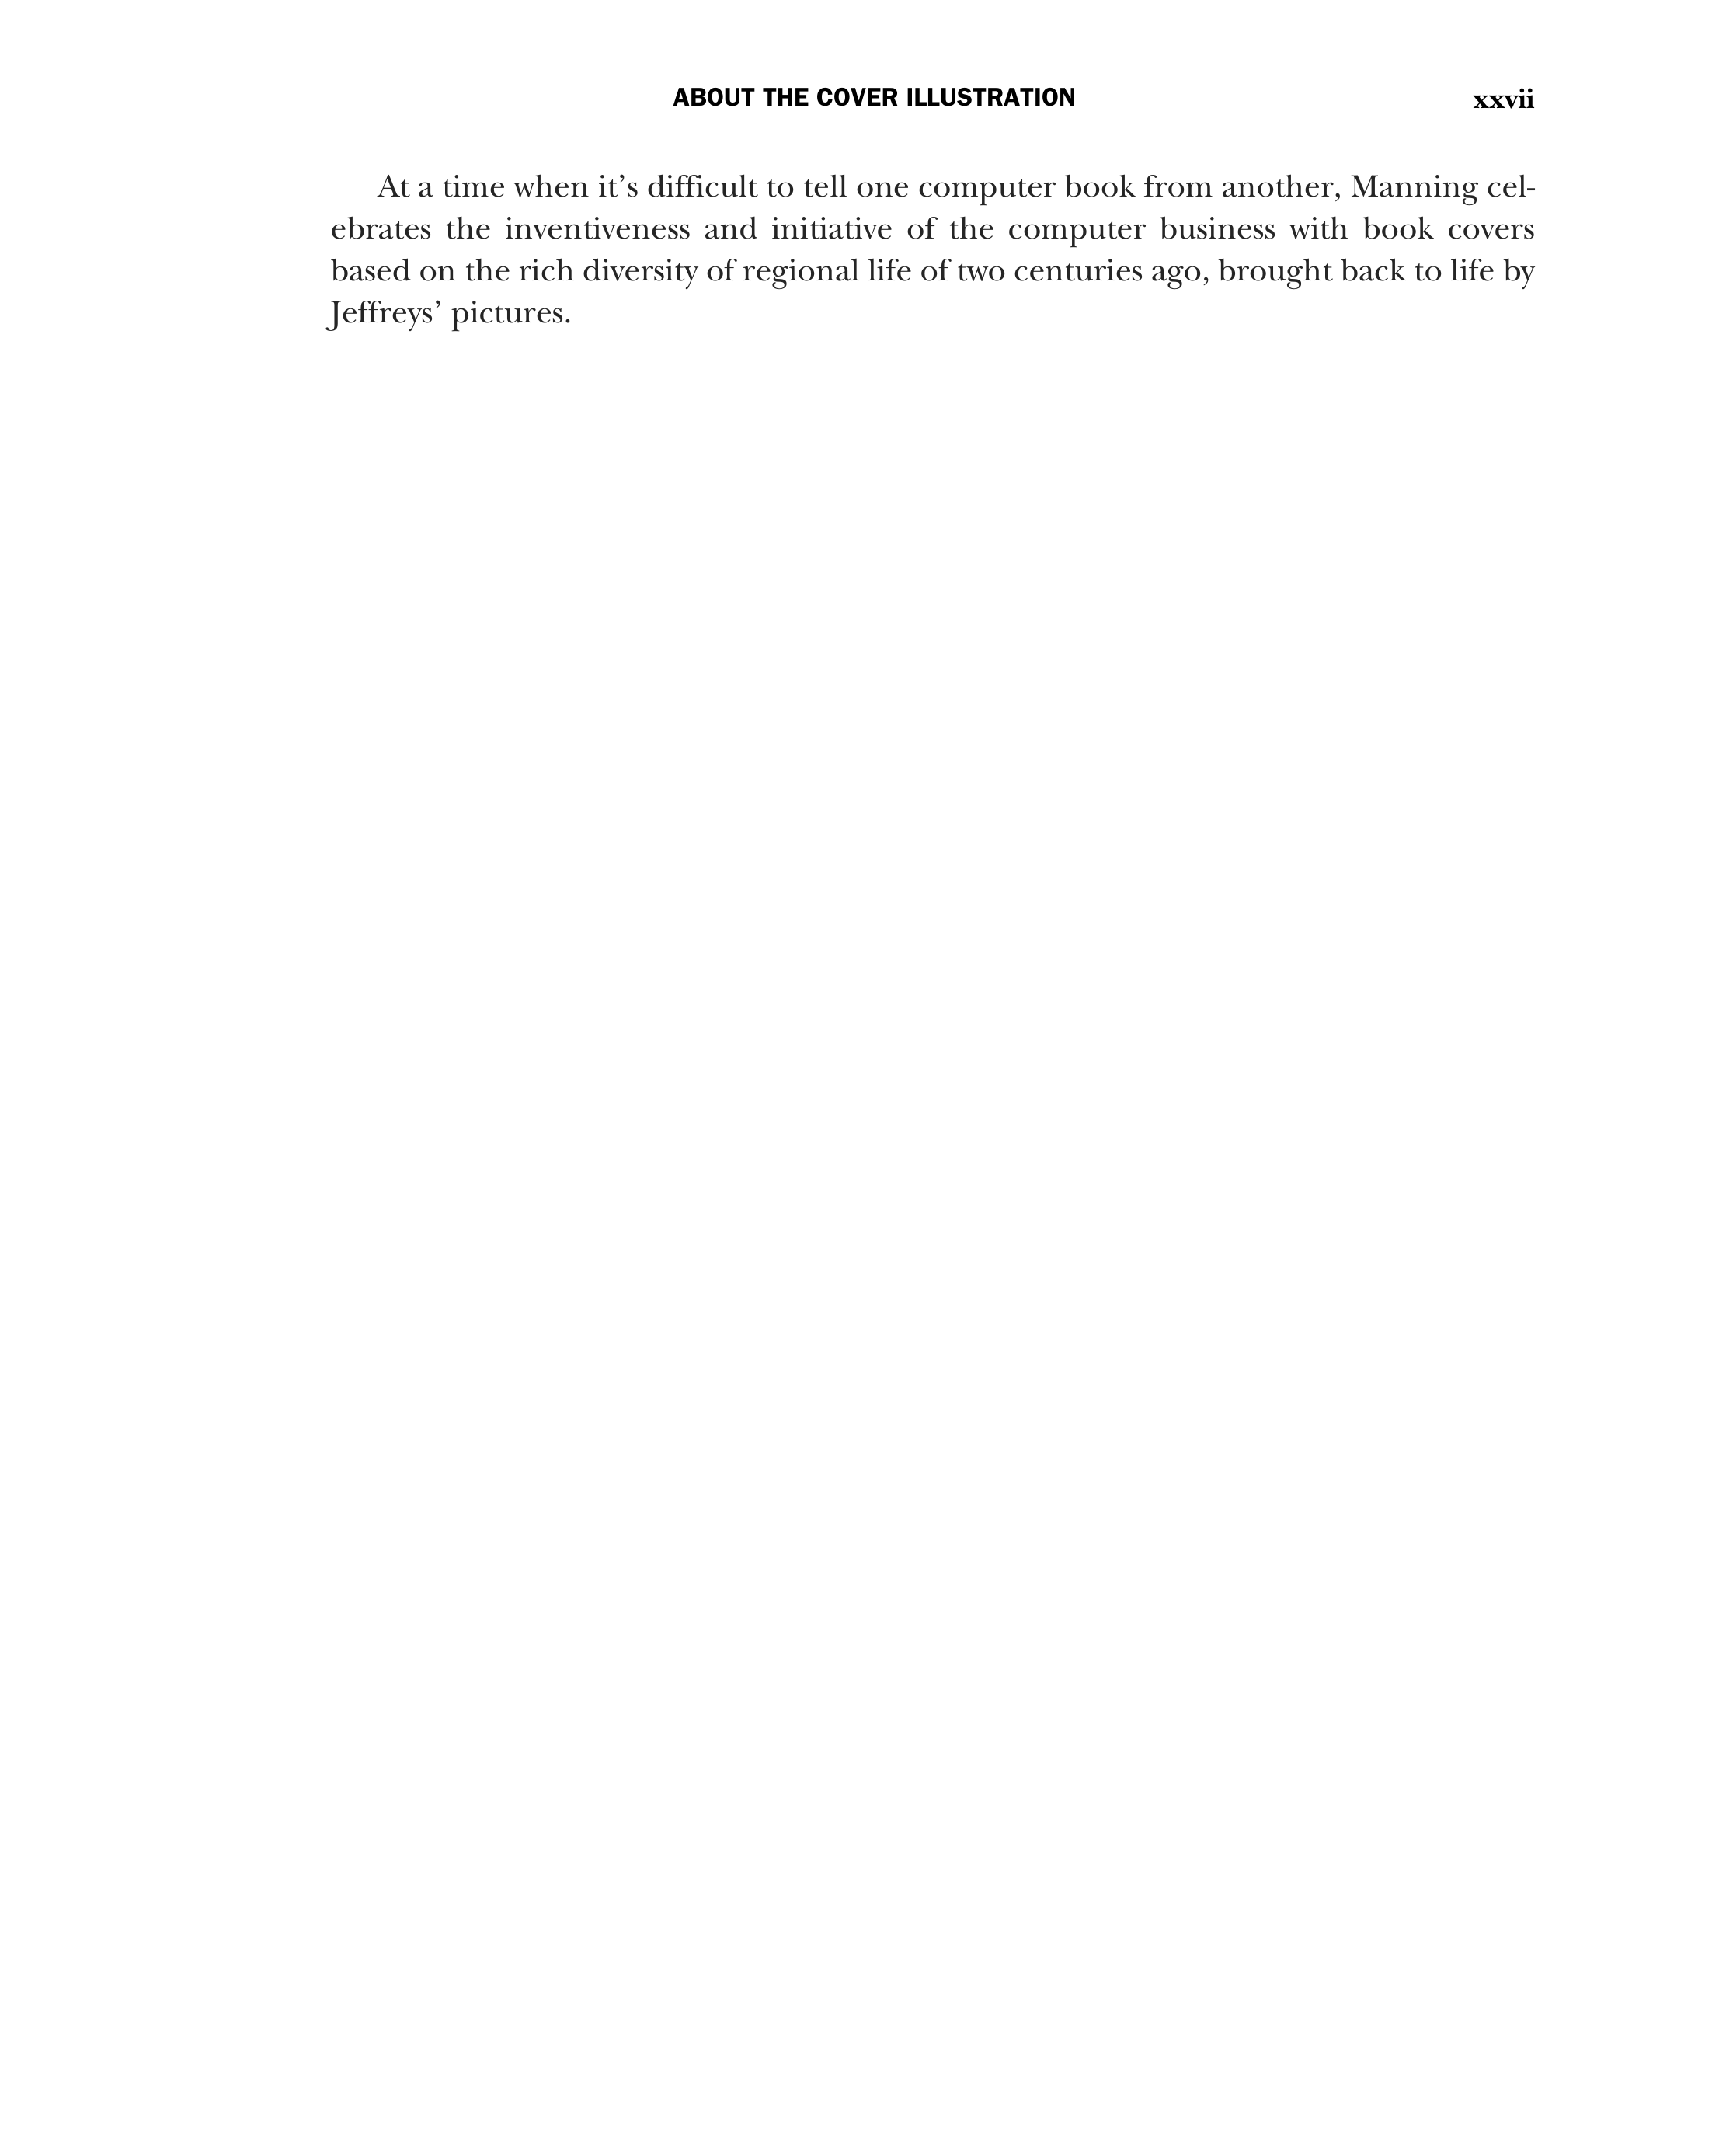 ABOUT THE COVER ILLUSTRATION xxvii
At a time when it’s difficult to tell one computer book from another, Manning cel-
ebrates the inventiveness and initiative of the computer business with book covers
based on the rich diversity of regional life of two centuries ago, brought back to life by
Jeffreys’ pictures.